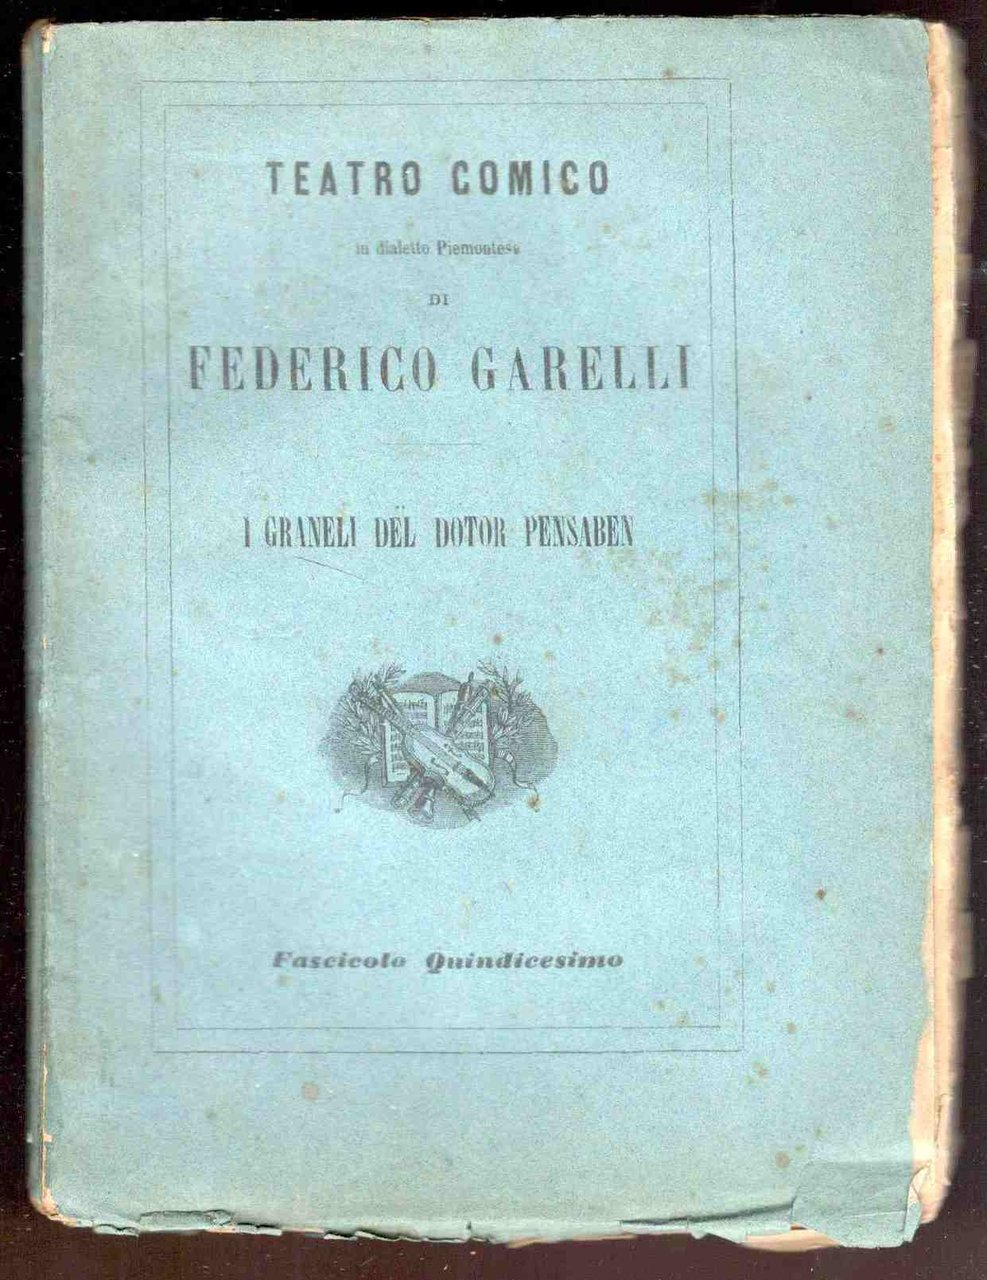 TEATRO COMICO
in dialetto Piemontese
DI
FEDERICO GARELLI
I GRANELI DËL DOTOR PENSABEN
Fascicolo Quindicesimo